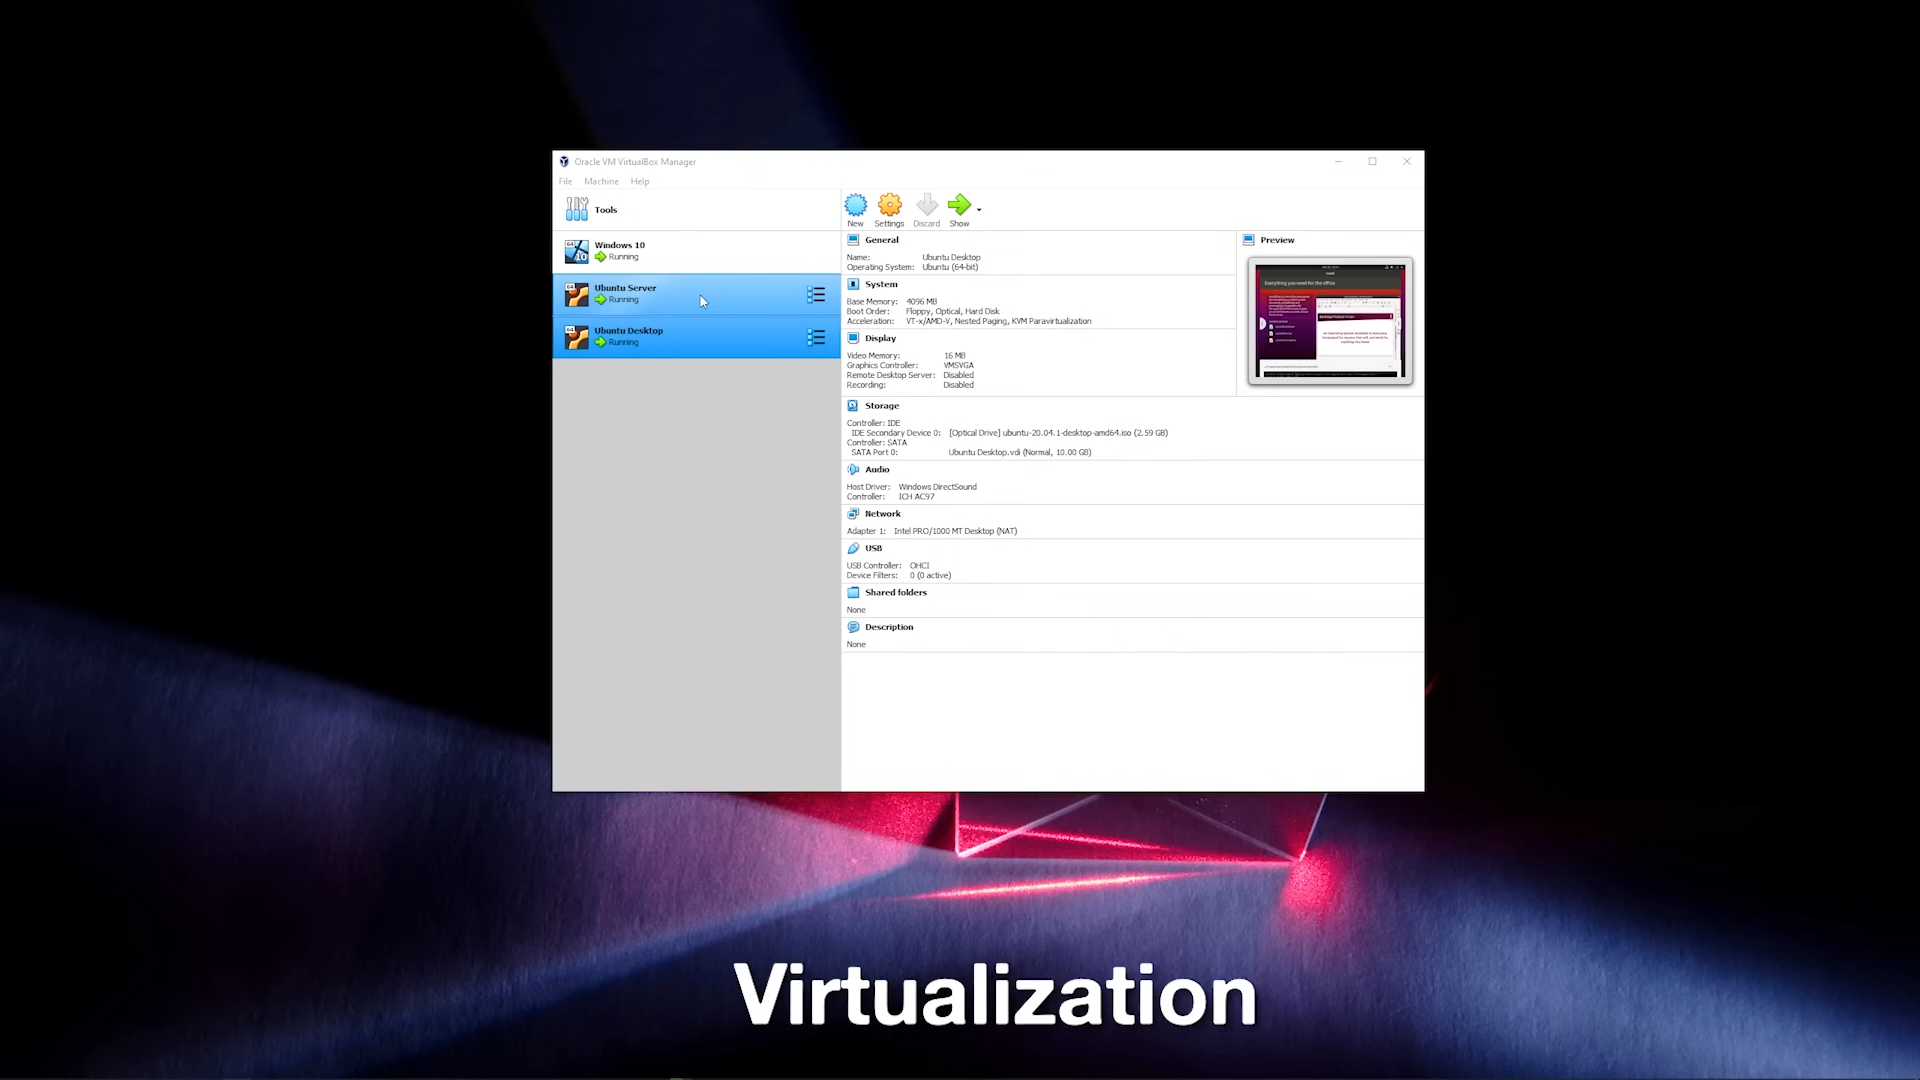 Oracle VM VirtualBox Manager
File Machine Help
Tools
New Settings Discard Show
Windows 10
Running
Ubuntu Server
Running
Ubuntu Desktop
Running
General
Name: Ubuntu Desktop
Operating System: Ubuntu (64-bit)
System
Base Memory: 4096 MB
Boot Order: Floppy, Optical, Hard Disk
Acceleration: VT-x/AMD-V, Nested Paging, KVM Paravirtualization
Display
Video Memory: 16 MB
Graphics Controller: VMSVGA
Remote Desktop Server: Disabled
Recording: Disabled
Preview
Everything you need for the office
Storage
Controller: IDE
IDE Secondary Device 0: [Optical Drive] ubuntu-20.04.1-desktop-amd64.iso (2.59 GB)
Controller: SATA
SATA Port 0: Ubuntu Desktop.vdi (Normal, 10.00 GB)
Audio
Host Driver: Windows DirectSound
Controller: ICH AC97
Network
Adapter 1: Intel PRO/1000 MT Desktop (NAT)
USB
USB Controller: OHCI
Device Filters: 0 (0 active)
Shared folders
None
Description
None
Virtualization